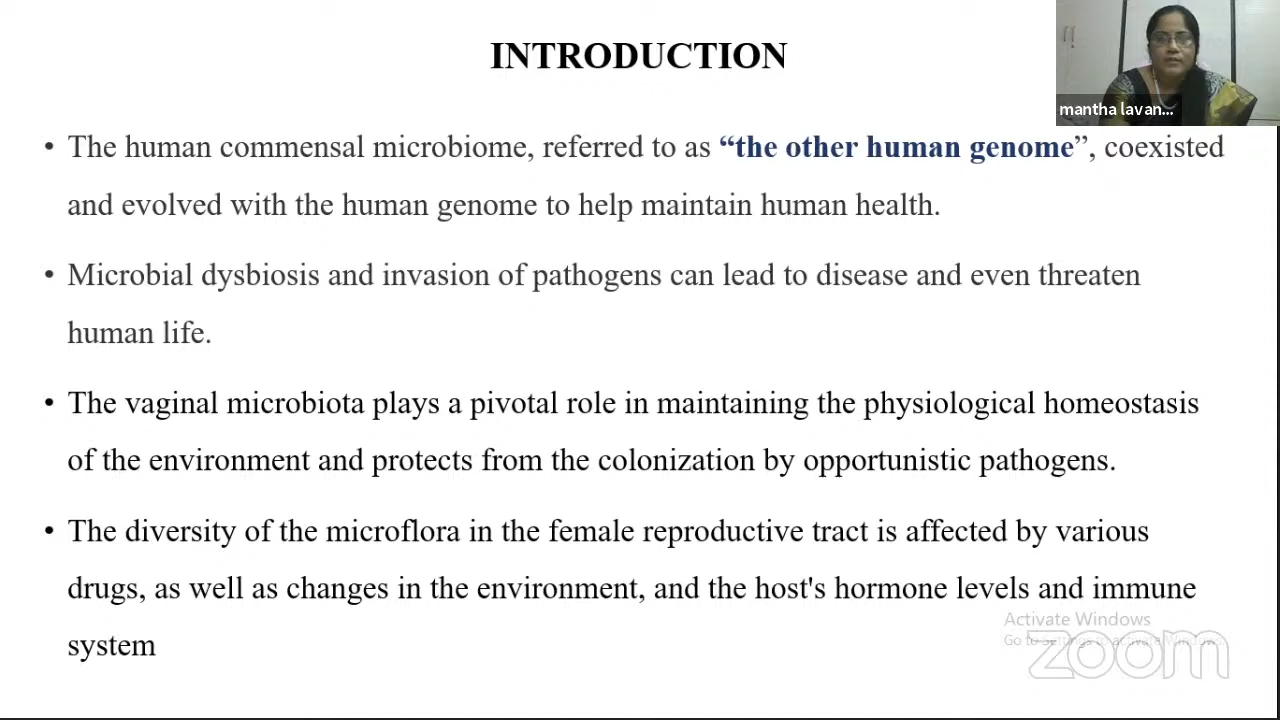 INTRODUCTION
mantha lavan...
• The human commensal microbiome, referred to as “the other human genome”, coexisted
and evolved with the human genome to help maintain human health.
• Microbial dysbiosis and invasion of pathogens can lead to disease and even threaten
human life.
• The vaginal microbiota plays a pivotal role in maintaining the physiological homeostasis
of the environment and protects from the colonization by opportunistic pathogens.
• The diversity of the microflora in the female reproductive tract is affected by various
drugs, as well as changes in the environment, and the host's hormone levels and immune
system
Activate Windows
Go to Settings to activate Windows.
zoom